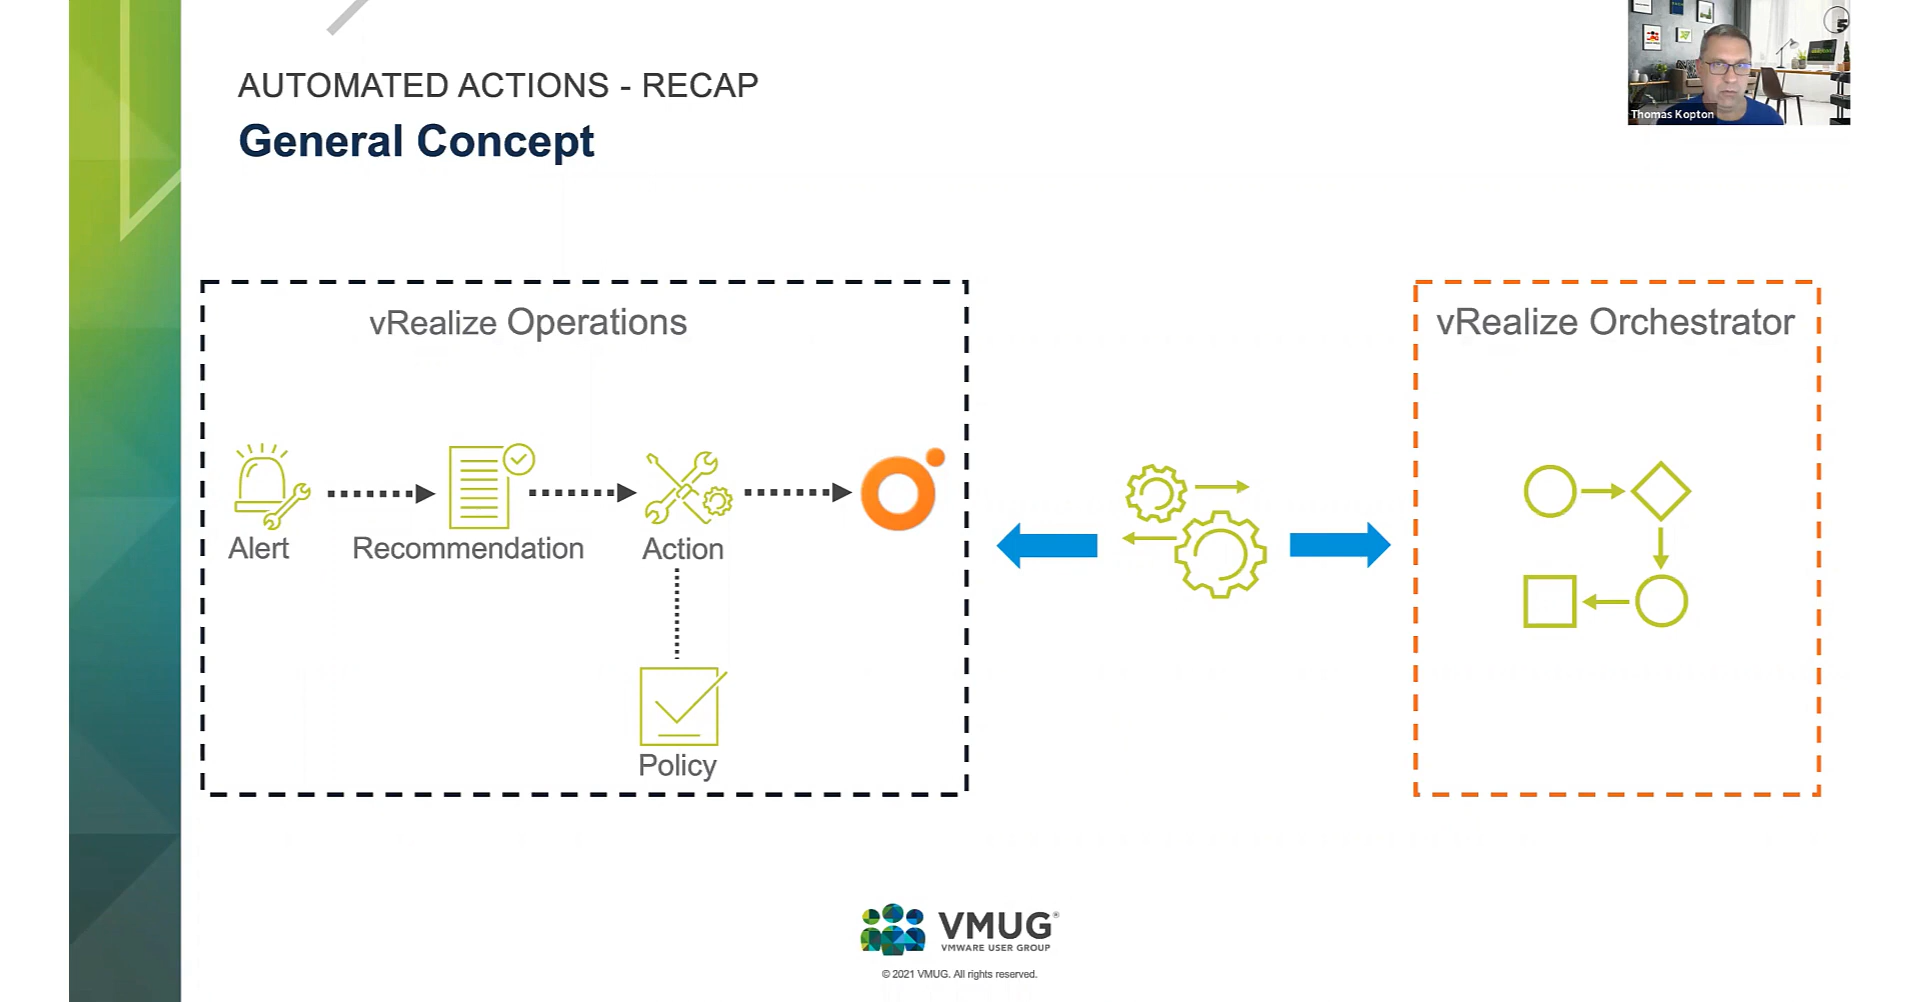 AUTOMATED ACTIONS - RECAP
General Concept
Thomas Kopton
vRealize Operations
vRealize Orchestrator
Alert
Recommendation
Action
Policy
VMUG®
VMWARE USER GROUP
© 2021 VMUG. All rights reserved.